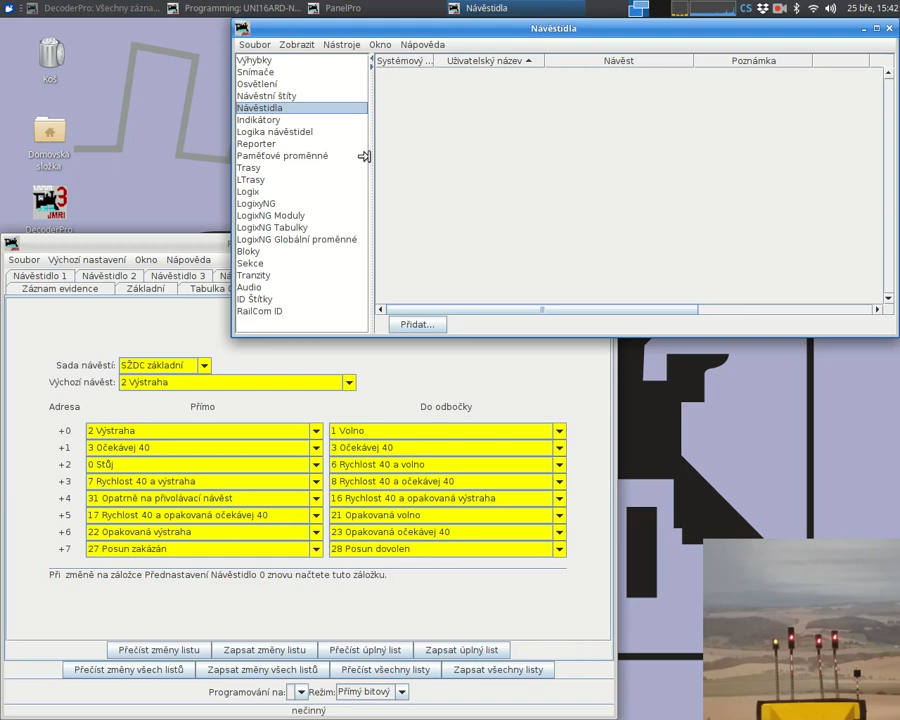 DecoderPro: Všechny zázna...
Programming: UNI16ARD-N...
PanelPro
Návěstidla
CS
25 bře, 15:42
Koš
Domovská
složka
DecoderPro
Návěstidla
Soubor Zobrazit Nástroje Okno Nápověda
Výhybky
Snímače
Osvětlení
Návěstní štíty
Návěstidla
Indikátory
Logika návěstidel
Reporter
Paměťové proměnné
Trasy
LTrasy
Logix
LogixyNG
LogixNG Moduly
LogixNG Tabulky
LogixNG Globální proměnné
Bloky
Sekce
Tranzity
Audio
ID Štítky
RailCom ID
Systémový ... Uživatelský název Návěst Poznámka
Přidat...
Soubor Výchozí nastavení Okno Nápověda
Návěstidlo 1 Návěstidlo 2 Návěstidlo 3
Záznam evidence Základní Tabulka
Sada návěstí: SŽDC základní
Výchozí návěst: 2 Výstraha
Adresa Přímo Do odbočky
+0 2 Výstraha 1 Volno
+1 3 Očekávej 40 3 Očekávej 40
+2 0 Stůj 6 Rychlost 40 a volno
+3 7 Rychlost 40 a výstraha 8 Rychlost 40 a očekávej 40
+4 31 Opatrně na přivolávací návěst 16 Rychlost 40 a opakovaná výstraha
+5 17 Rychlost 40 a opakovaná očekávej 40 21 Opakovaná volno
+6 22 Opakovaná výstraha 23 Opakovaná očekávej 40
+7 27 Posun zakázán 28 Posun dovolen
Při změně na záložce Přednastavení Návěstidlo 0 znovu načtete tuto záložku.
Přečíst změny listu Zapsat změny listu Přečíst úplný list Zapsat úplný list
Přečíst změny všech listů Zapsat změny všech listů Přečíst všechny listy Zapsat všechny listy
Programování na: Režim: Přímý bitový
nečinný